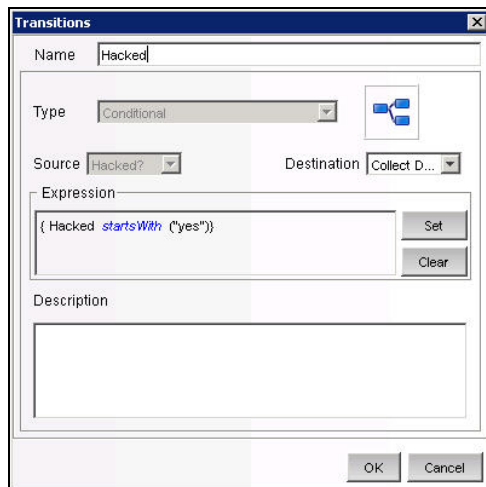 Transitions
Name Hacked
Type Conditional
Source Hacked? Destination Collect D...
Expression
{ Hacked startsWith ("yes")} Set
Clear
Description
OK Cancel